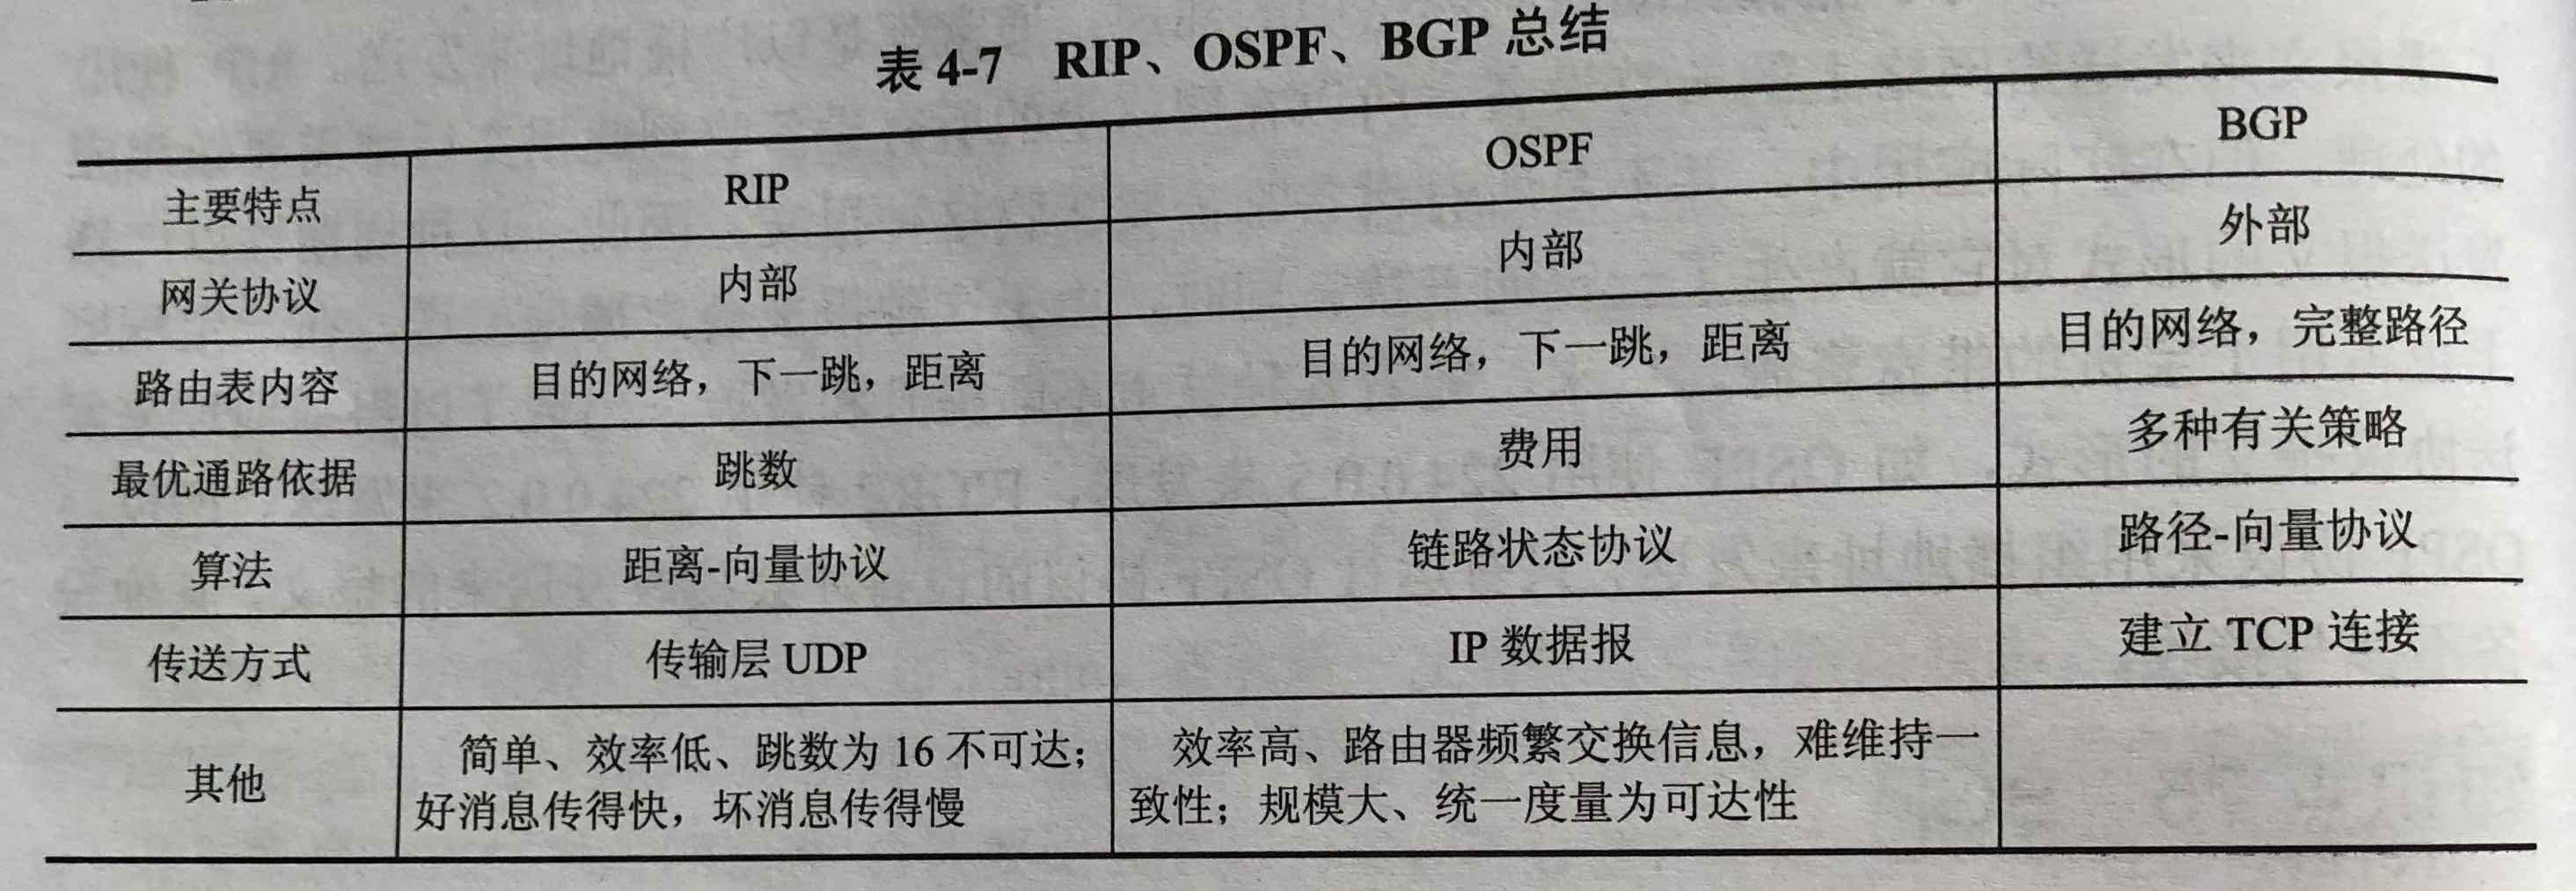 表 4-7 RIP、OSPF、BGP 总结
主要特点 RIP OSPF BGP
网关协议 内部 内部 外部
路由表内容 目的网络，下一跳，距离 目的网络，下一跳，距离 目的网络，完整路径
最优通路依据 跳数 费用 多种有关策略
算法 距离-向量协议 链路状态协议 路径-向量协议
传送方式 传输层 UDP IP 数据报 建立 TCP 连接
其他
简单、效率低、跳数为 16 不可达；
好消息传得快，坏消息传得慢
效率高、路由器频繁交换信息，难维持一
致性；规模大、统一度量为可达性